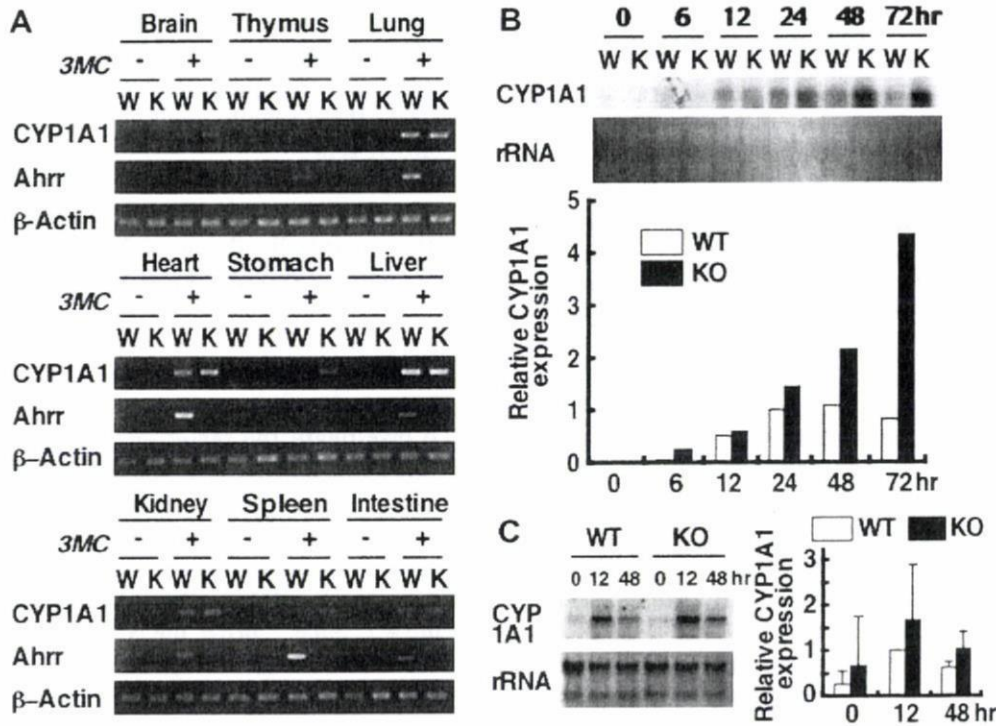 A
Brain Thymus Lung
3MC - + - + - +
W K W K W K W K W K W K
CYP1A1
Ahrr
β-Actin
Heart Stomach Liver
3MC - + - + - +
W K W K W K W K W K W K
CYP1A1
Ahrr
β-Actin
Kidney Spleen Intestine
3MC - + - + - +
W K W K W K W K W K W K
CYP1A1
Ahrr
β-Actin
B
0 6 12 24 48 72hr
W K W K W K W K W K W K
CYP1A1
rRNA
Relative CYP1A1
expression
5
4
3
2
1
0
WT
KO
0 6 12 24 48 72 hr
C
WT KO
0 12 48 0 12 48 hr
CYP
1A1
rRNA
WT KO
Relative CYP1A1
expression
3
2
1
0
0 12 48 hr